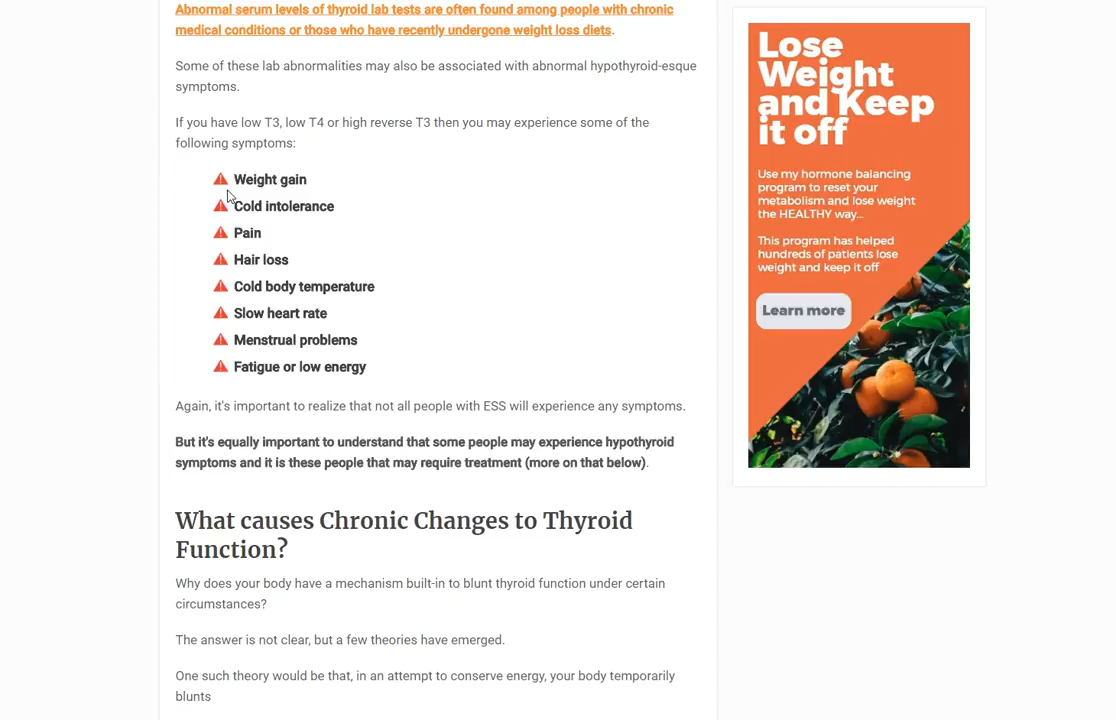 Abnormal serum levels of thyroid lab tests are often found among people with chronic
medical conditions or those who have recently undergone weight loss diets.
Some of these lab abnormalities may also be associated with abnormal hypothyroid-esque
symptoms.
If you have low T3, low T4 or high reverse T3 then you may experience some of the
following symptoms:
Weight gain
Cold intolerance
Pain
Hair loss
Cold body temperature
Slow heart rate
Menstrual problems
Fatigue or low energy
Again, it's important to realize that not all people with ESS will experience any symptoms.
But it's equally important to understand that some people may experience hypothyroid
symptoms and it is these people that may require treatment (more on that below).
What causes Chronic Changes to Thyroid
Function?
Why does your body have a mechanism built-in to blunt thyroid function under certain
circumstances?
The answer is not clear, but a few theories have emerged.
One such theory would be that, in an attempt to conserve energy, your body temporarily
blunts
Lose
Weight
and Keep
it off
Use my hormone balancing
program to reset your
metabolism and lose weight
the HEALTHY way...
This program has helped
hundreds of patients lose
weight and keep it off
Learn more